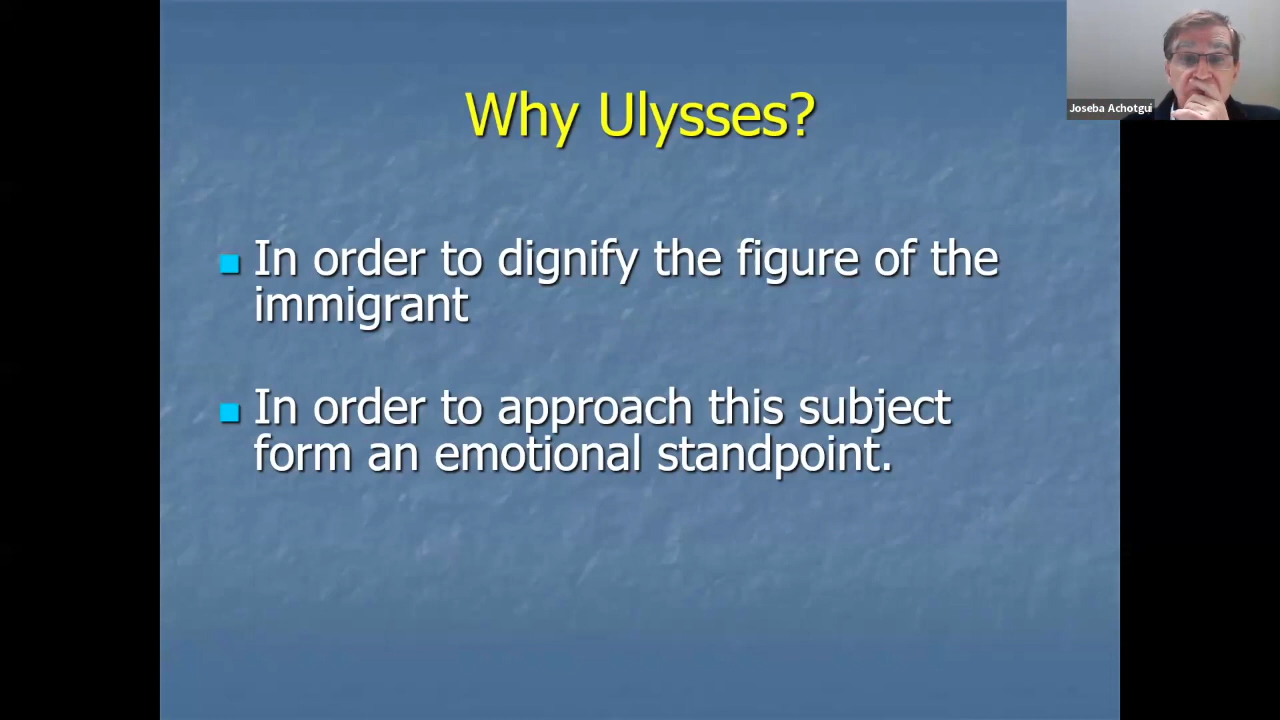 Why Ulysses?
Joseba Achotgui
In order to dignify the figure of the
immigrant
In order to approach this subject
form an emotional standpoint.